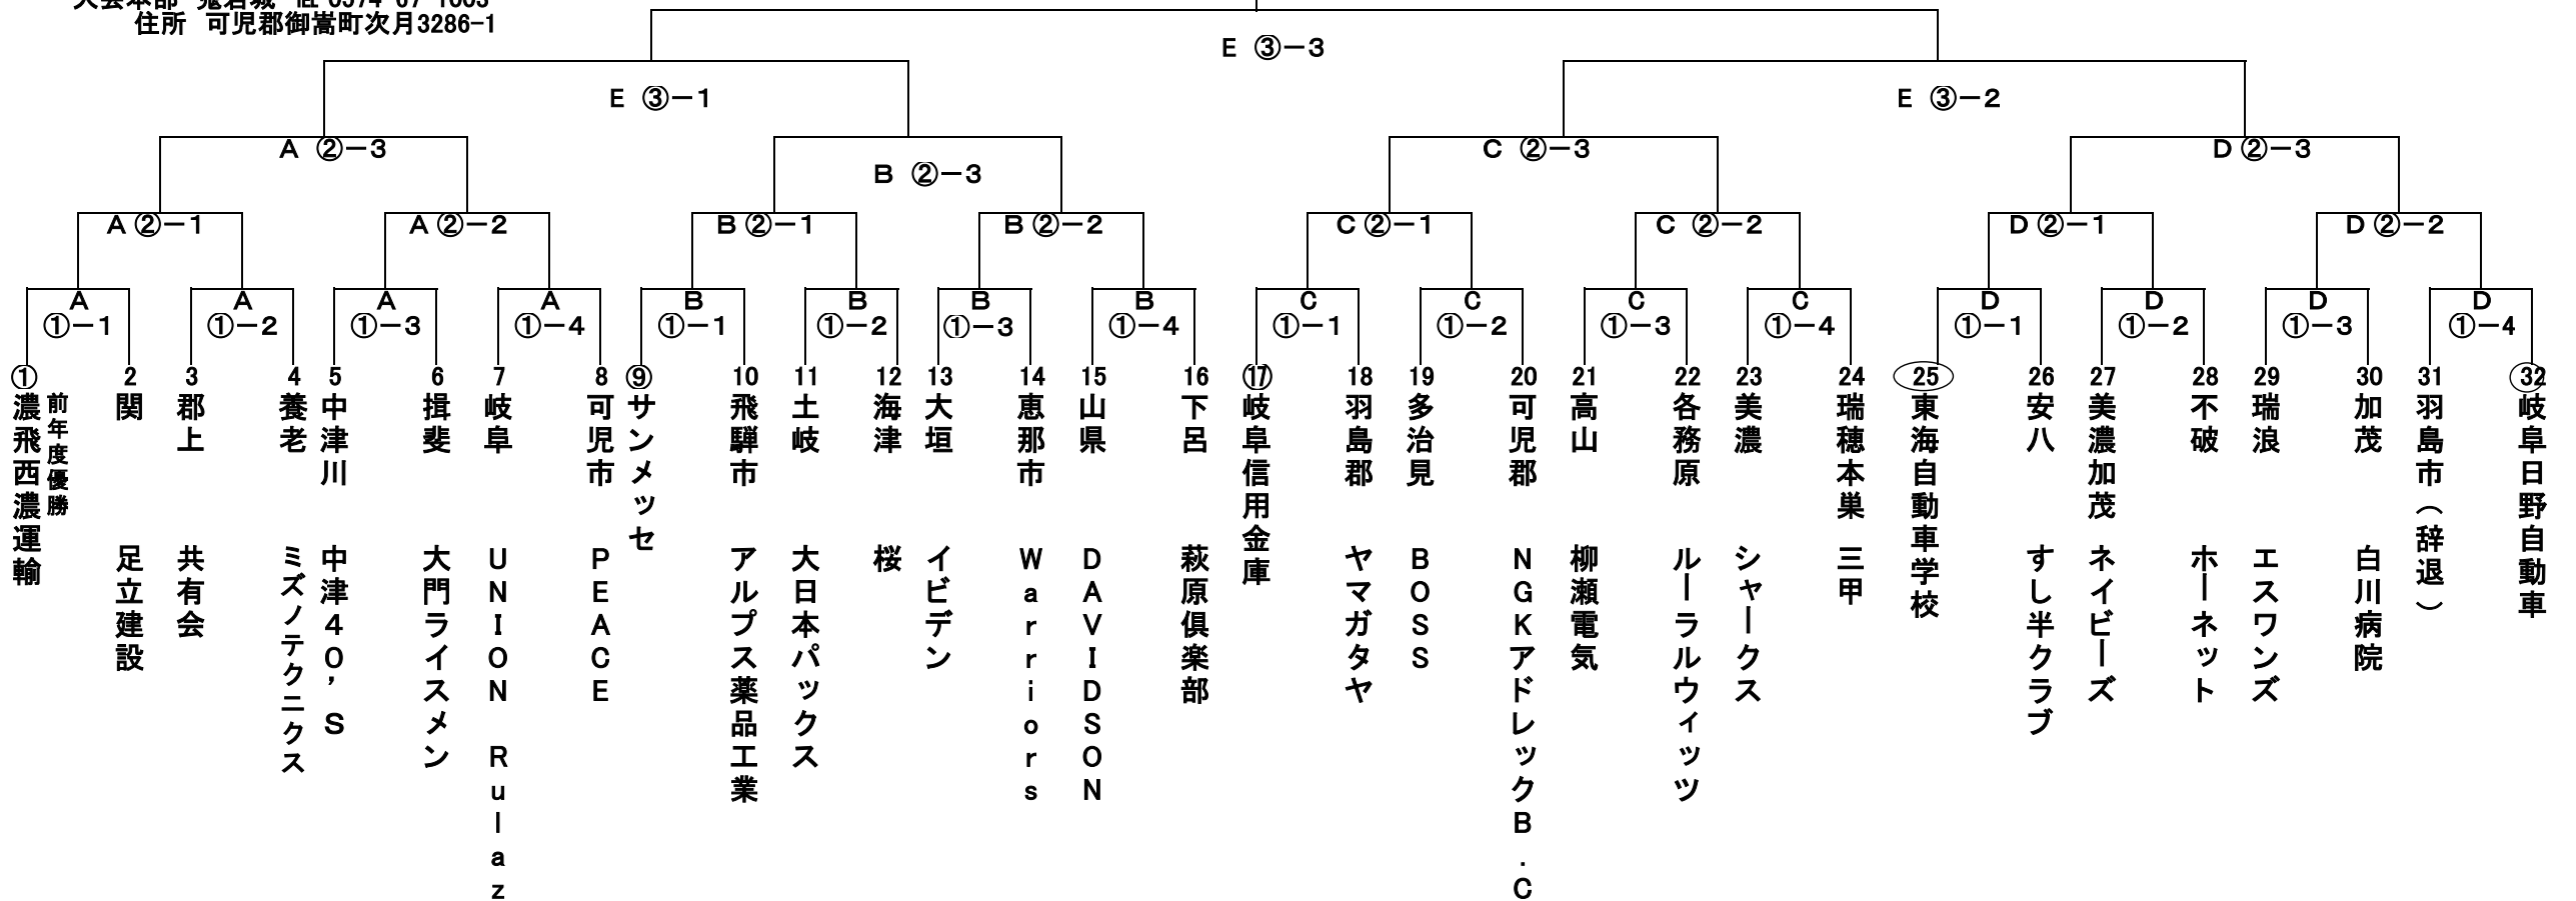 住所 可児郡御嵩町次月3286-1
E ③-3
E ③-1
E ③-2
A ②-3
B ②-3
C ②-3
D ②-3
A ②-1
A ②-2
B ②-1
B ②-2
C ②-1
C ②-2
D ②-1
D ②-2
A ①-1
A ①-2
A ①-3
A ①-4
B ①-1
B ①-2
B ①-3
B ①-4
C ①-1
C ①-2
C ①-3
C ①-4
D ①-1
D ①-2
D ①-3
D ①-4
① 濃飛西濃運輸
前年度優勝
2 関 足立建設
3 郡上 共有会
4 養老 ミズノテクニクス
5 中津川 中津40'S
6 揖斐 大門ライスメン
7 岐阜 UNION Rulaz
8 可児市 PEACE
⑨ サンメッセ
10 飛騨市 アルプス薬品工業
11 土岐 大日本パックス
12 海津 桜
13 大垣 イビデン
14 恵那市 Warriors
15 山県 DAVIDSON
16 下呂 萩原倶楽部
⑰ 岐阜信用金庫
18 羽島郡 ヤマガタヤ
19 多治見 BOSS
20 可児郡 NGKアドレックB.C
21 高山 柳瀬電気
22 各務原 ルーラルウィッツ
23 美濃 シャークス
24 瑞穂本巣 三甲
25 東海自動車学校
26 安八 すし半クラブ
27 美濃加茂 ネイビーズ
28 不破 ホーネット
29 瑞浪 エスワンズ
30 加茂 白川病院
31 羽島市(辞退)
32 岐阜日野自動車